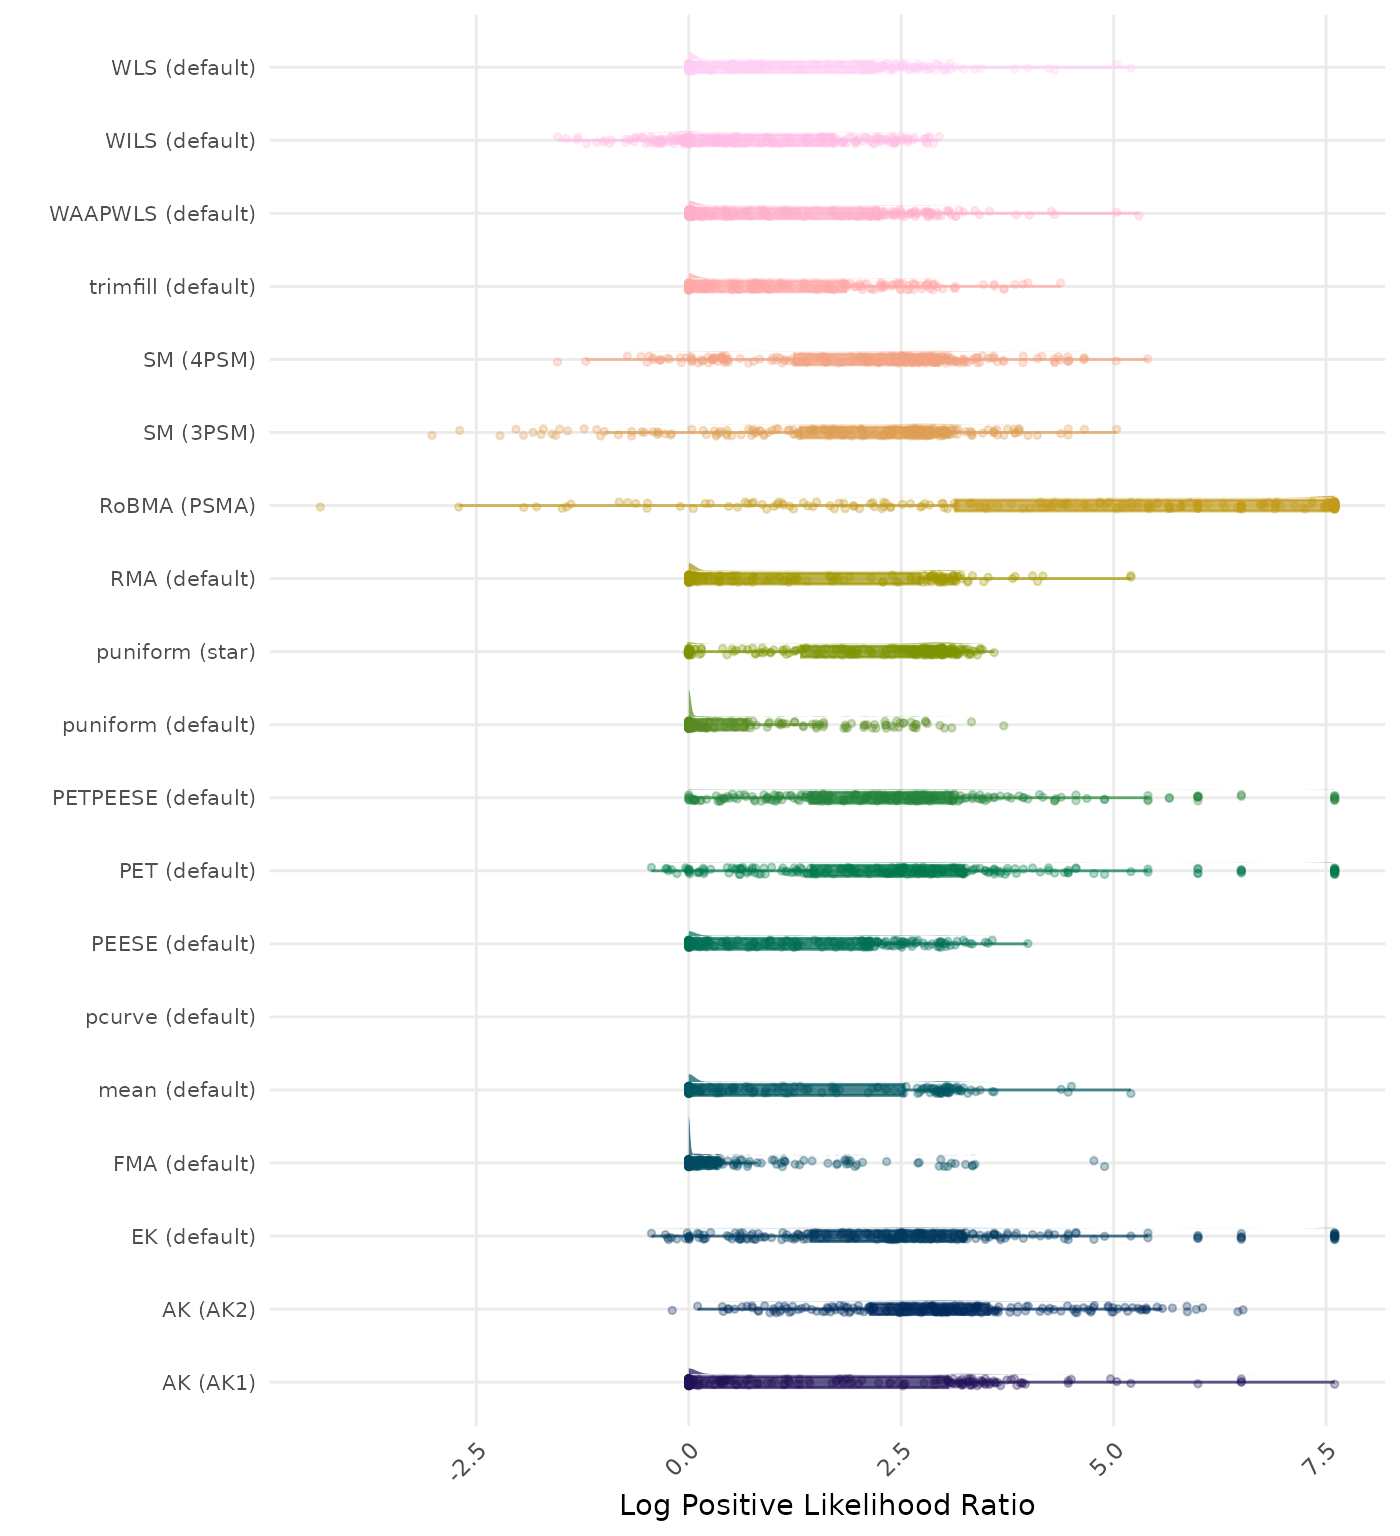 WLS (default)
WILS (default)
WAAPWLS (default)
trimfill (default)
SM (4PSM)
SM (3PSM)
RoBMA (PSMA)
RMA (default)
puniform (star)
puniform (default)
PETPEESE (default)
PET (default)
PEESE (default)
pcurve (default)
mean (default)
FMA (default)
EK (default)
AK (AK2)
AK (AK1)
-2.5 0.0 2.5 5.0 7.5
Log Positive Likelihood Ratio